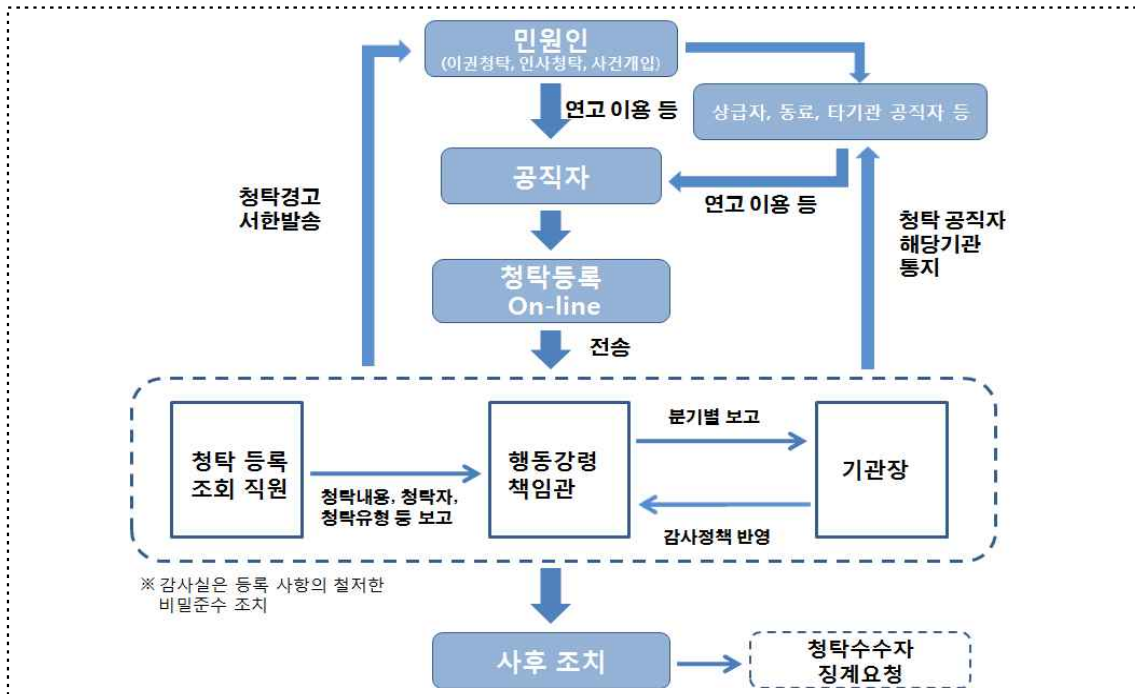 민원인
(이권청탁, 인사청탁, 사건개입)
연고 이용 등
상급자, 동료, 타기관 공직자 등
공직자
연고 이용 등
청탁경고
서한발송
청탁 공직자
해당기관
통지
청탁등록
On-line
전송
청탁 등록
조회 직원
청탁내용, 청탁자,
청탁유형 등 보고
행동강령
책임관
분기별 보고
감사정책 반영
기관장
※ 감사실은 등록 사항의 철저한
비밀준수 조치
사후 조치
청탁수수자
징계요청